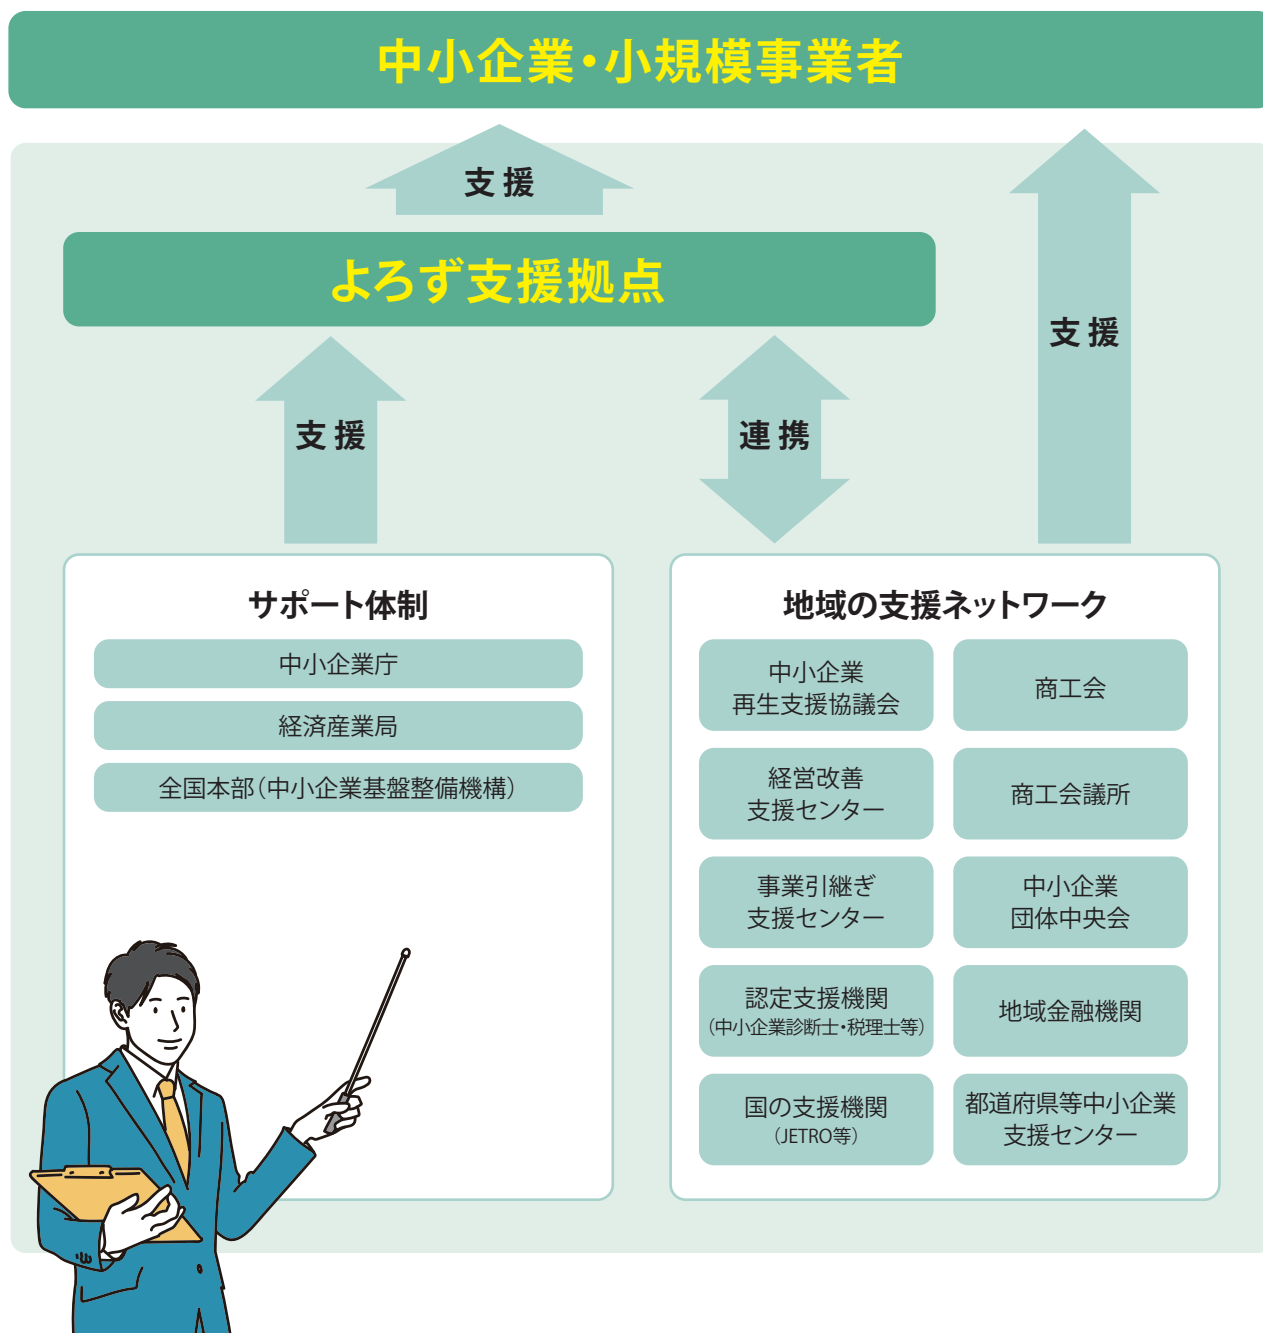 中小企業・小規模事業者
支援
よろず支援拠点
支援
支援
連携
サポート体制
中小企業庁
経済産業局
全国本部(中小企業基盤整備機構)
地域の支援ネットワーク
中小企業
再生支援協議会
商工会
経営改善
支援センター
商工会議所
事業引継ぎ
支援センター
中小企業
団体中央会
認定支援機関
(中小企業診断士・税理士等)
地域金融機関
国の支援機関
(JETRO等)
都道府県等中小企業
支援センター